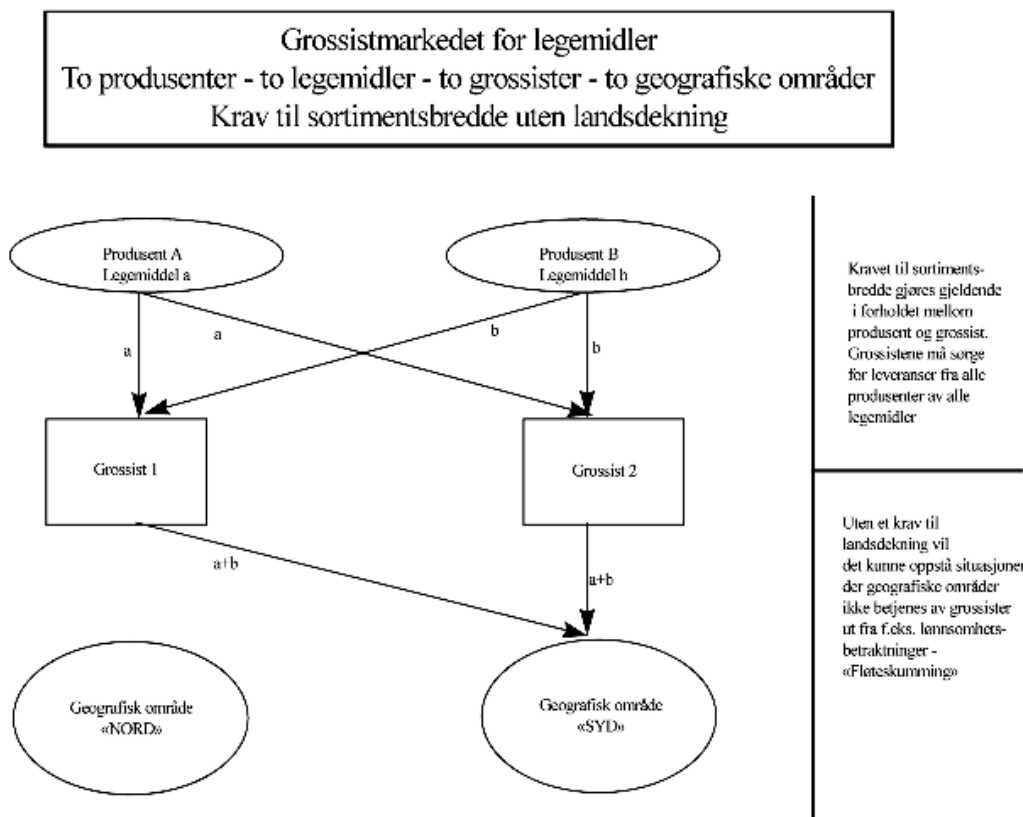 Grossistmarkedet for legemidler
To produsenter - to legemidler - to grossister - to geografiske områder
Krav til sortimentsbredde uten landsdekning
Produsent A
Legemiddel a
Produsent B
Legemiddel b
a
a
b
b
Grossist 1
Grossist 2
a+b
a+b
Geografisk område
«NORD»
Geografisk område
«SYD»
Kravet til sortiments-
bredde gjøres gjeldende
i forholdet mellom
produsent og grossist.
Grossistene må sørge
for leveranser fra alle
produsenter av alle
legemidler
Uten et krav til
landsdekning vil
det kunne oppstå situasjoner
der geografiske områder
ikke betjenes av grossister
ut fra f.eks. lønnsomhets-
betraktninger -
«Fløteskumming»